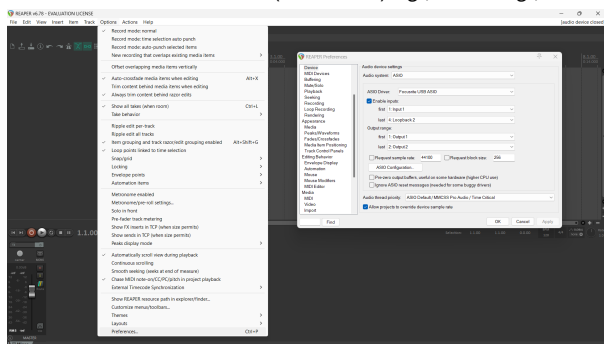 REAPER v6.78 - EVALUATION LICENSE
File Edit View Insert Item Track Options Actions Help
[audio device closed]
Record mode: normal
Record mode: time selection auto punch
Record mode: auto-punch selected items
New recording that overlaps existing media items
Offset overlapping media items vertically
Auto-crossfade media items when editing Alt+X
Trim content behind media items when editing
Always trim content behind razor edits
Show all takes (when room) Ctrl+L
Take behavior
Ripple edit per-track
Ripple edit all tracks
Item grouping and track razor/grouping enabled Alt+Shift+G
Loop points linked to time selection
Snap/grid
Locking
Envelope points
Automation items
Metronome enabled
Metronome/pre-roll settings...
Solo in front
Per-fader track metering
Show FX inserts in TCP (when size permits)
Show sends in TCP (when size permits)
Peaks display mode
Automatically scroll view during playback
Continuous scrolling
Smooth seeking (seeks at end of measure)
Chase MIDI note-on/CC/PC/pitch in project playback
External Timecode Synchronization
Show REAPER resource path in explorer/finder...
Customize menus/toolbars...
Themes
Layouts
Preferences... Ctrl+P
REAPER Preferences
Device
MIDI Devices
Buffering
Mute/Solo
Playback
Seeking
Recording
Loop Recording
Rendering
Appearance
Media
Peaks/Waveforms
Fades/Crossfades
Media Item Positioning
Track Control Panels
Editing Behavior
Envelope Display
Automation
Mouse
Mouse Modifiers
MIDI Editor
Media
MIDI
Video
Import
Find
Audio device settings
Audio system: ASIO
ASIO Driver: Focusrite USB ASIO
Enable inputs:
first 1: Input 1
last 4: Loopback 2
Output range:
first 1: Output 1
last 2: Output 2
Request sample rate: 44100 Request block size: 256
ASIO Configuration...
Pre-zero output buffers, useful on some hardware (higher CPU use)
Ignore ASIO reset messages (needed for some buggy drivers)
Audio thread priority: ASIO Default / MMCSS Pro Audio / Time Critical
Allow projects to override device sample rate
OK Cancel Apply
1.1.00
MASTER